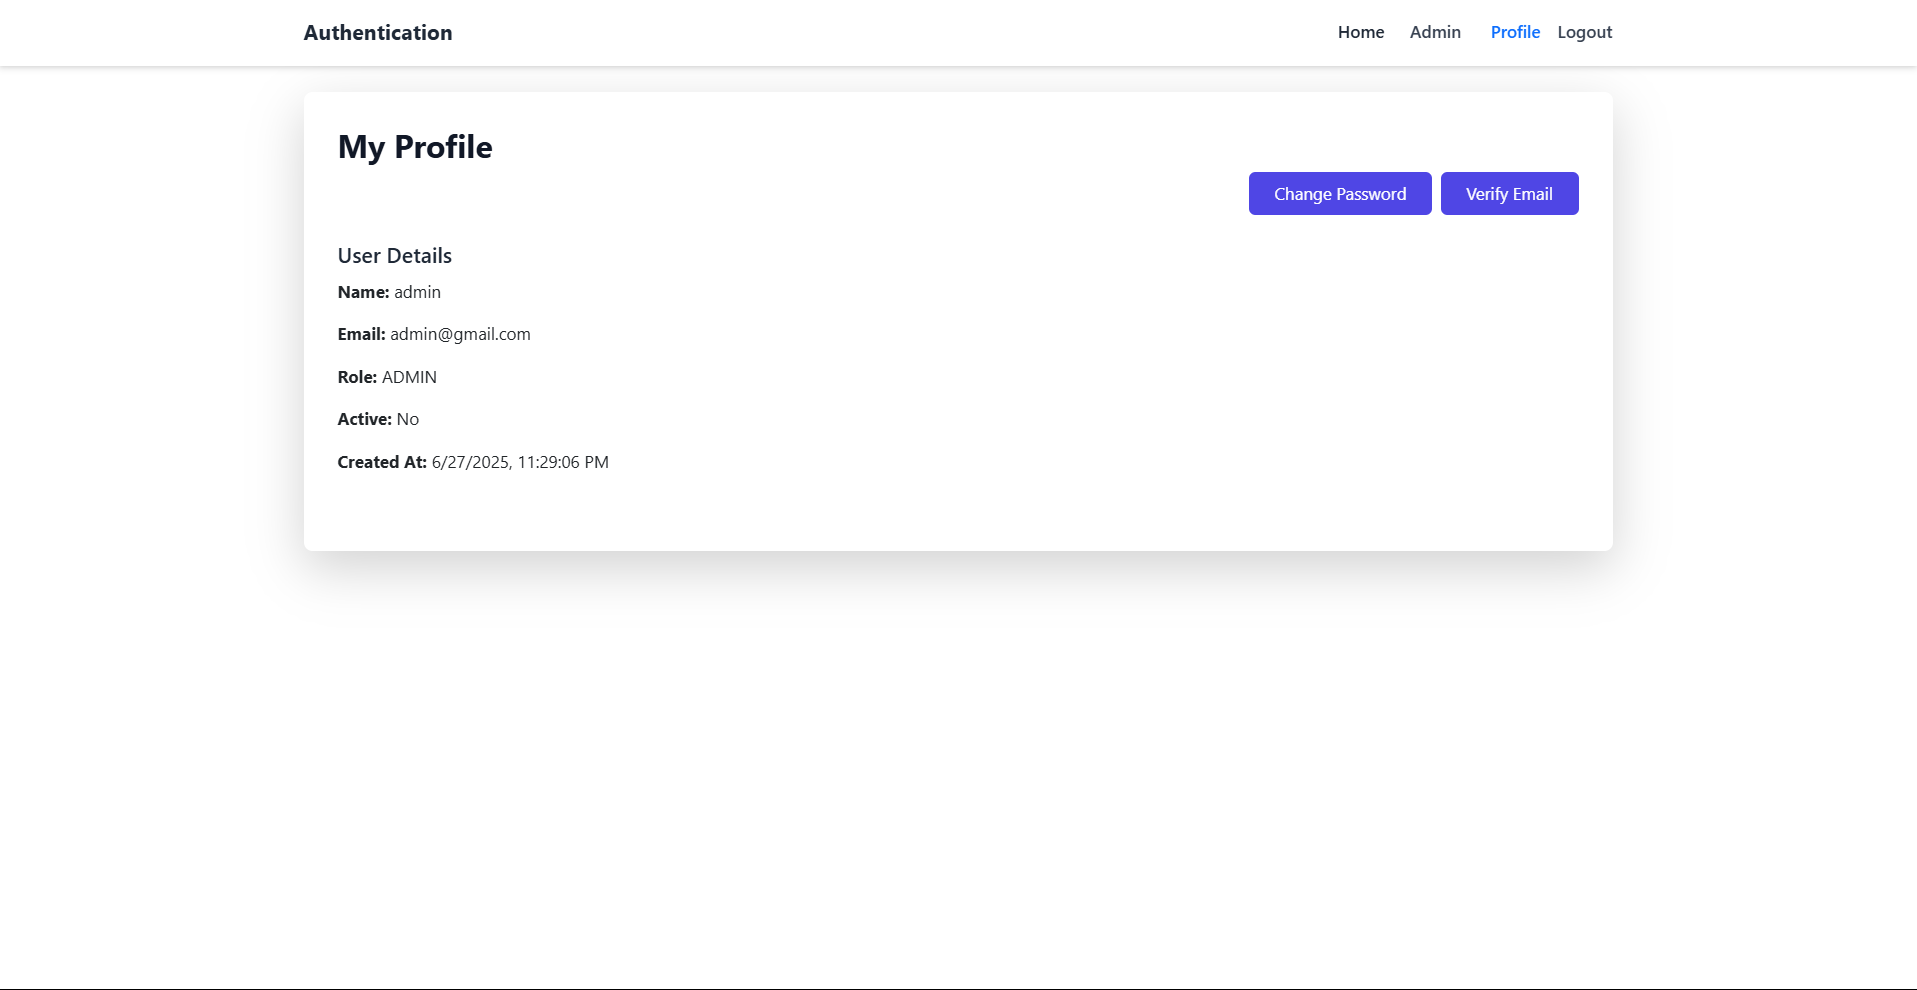 Authentication
Home Admin Profile Logout
My Profile
Change Password Verify Email
User Details
Name: admin
Email: admin@gmail.com
Role: ADMIN
Active: No
Created At: 6/27/2025, 11:29:06 PM